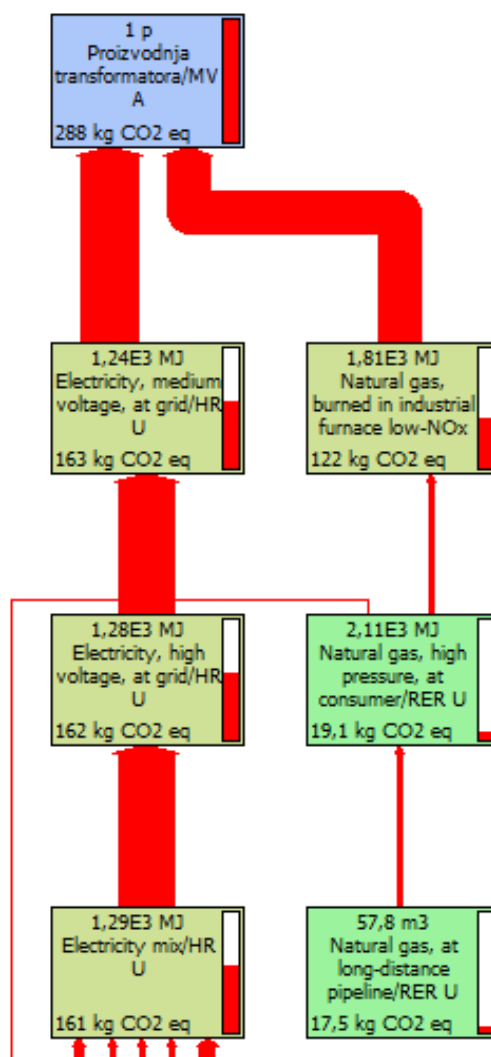 1 p
Proizvodnja
transformatora/MV
A
288 kg CO2 eq
1,24E3 MJ
Electricity, medium
voltage, at grid/HR
U
163 kg CO2 eq
1,81E3 MJ
Natural gas,
burned in industrial
furnace low-NOx
122 kg CO2 eq
1,28E3 MJ
Electricity, high
voltage, at grid/HR
U
162 kg CO2 eq
2,11E3 MJ
Natural gas, high
pressure, at
consumer/RER U
19,1 kg CO2 eq
1,29E3 MJ
Electricity mix/HR
U
161 kg CO2 eq
57,8 m3
Natural gas, at
long-distance
pipeline/RER U
17,5 kg CO2 eq